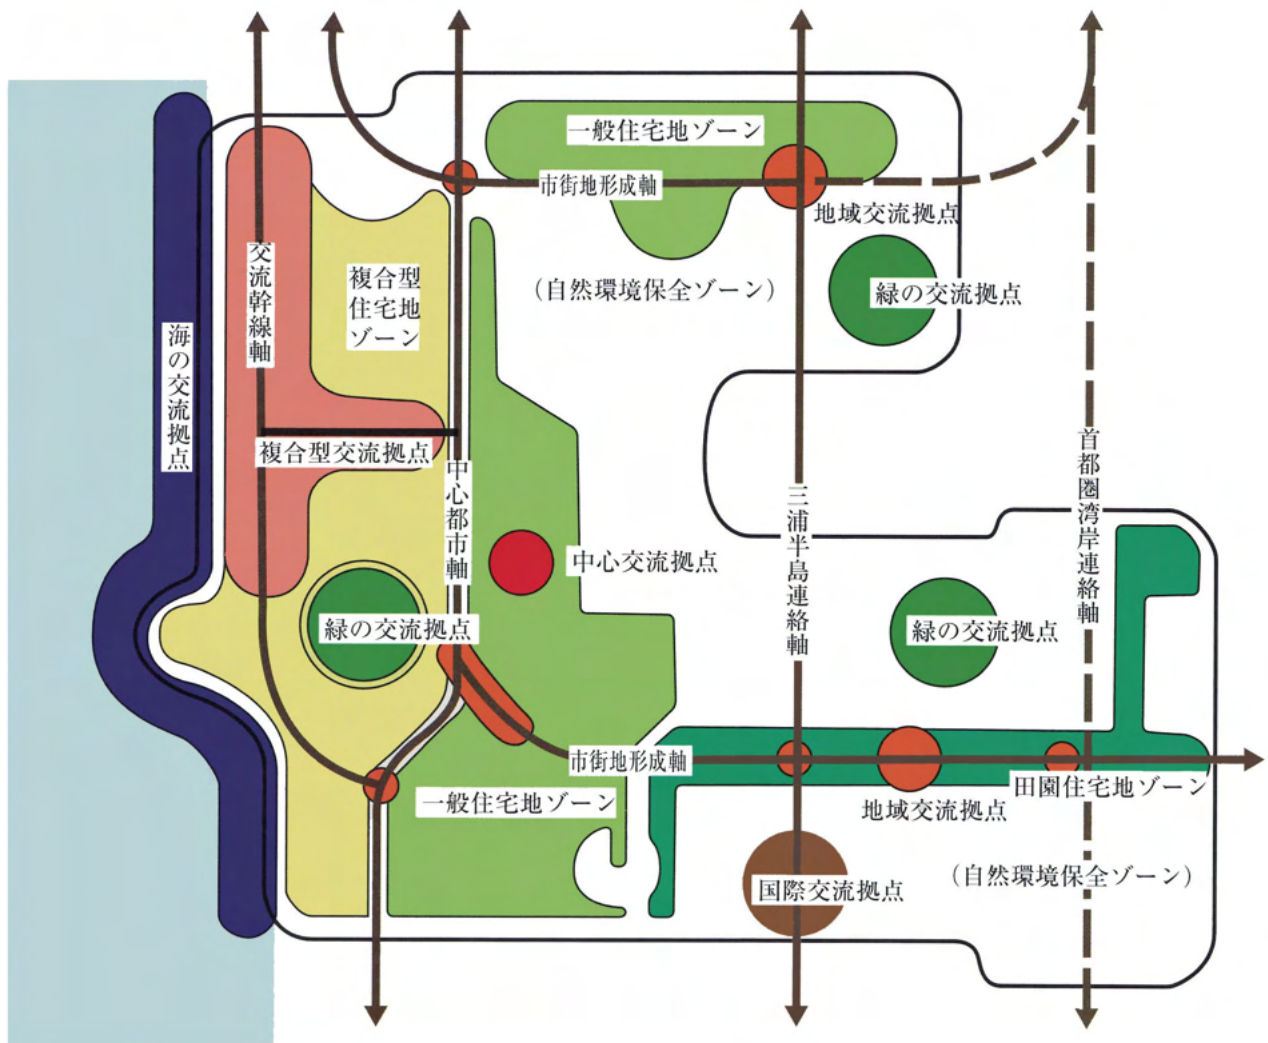 一般住宅地ゾーン
市街地形成軸
地域交流拠点
交流幹線軸
複合型
住宅地
ゾーン
（自然環境保全ゾーン）
緑の交流拠点
海の交流拠点
複合型交流拠点
中心都市軸
三浦半島連絡軸
首都圏湾岸連絡軸
中心交流拠点
緑の交流拠点
緑の交流拠点
市街地形成軸
一般住宅地ゾーン
地域交流拠点
田園住宅地ゾーン
国際交流拠点
（自然環境保全ゾーン）